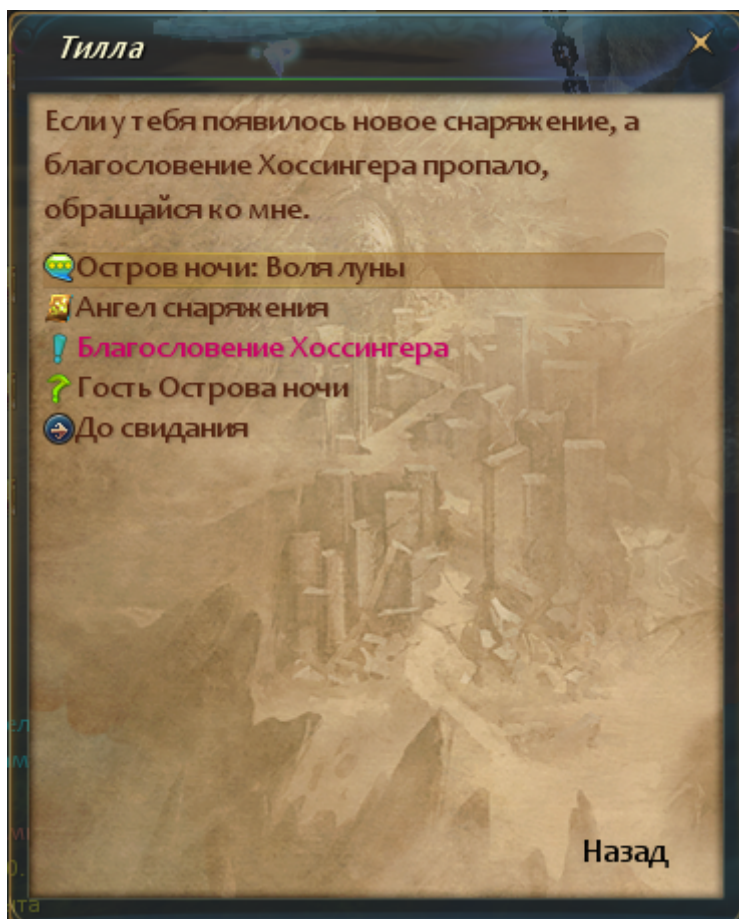 Тилла
Если у тебя появилось новое снаряжение, а
благословение Хоссингера пропало,
обращайся ко мне.
Остров ночи: Воля луны
Ангел снаряжения
Благословение Хоссингера
Гость Острова ночи
До свидания
Назад